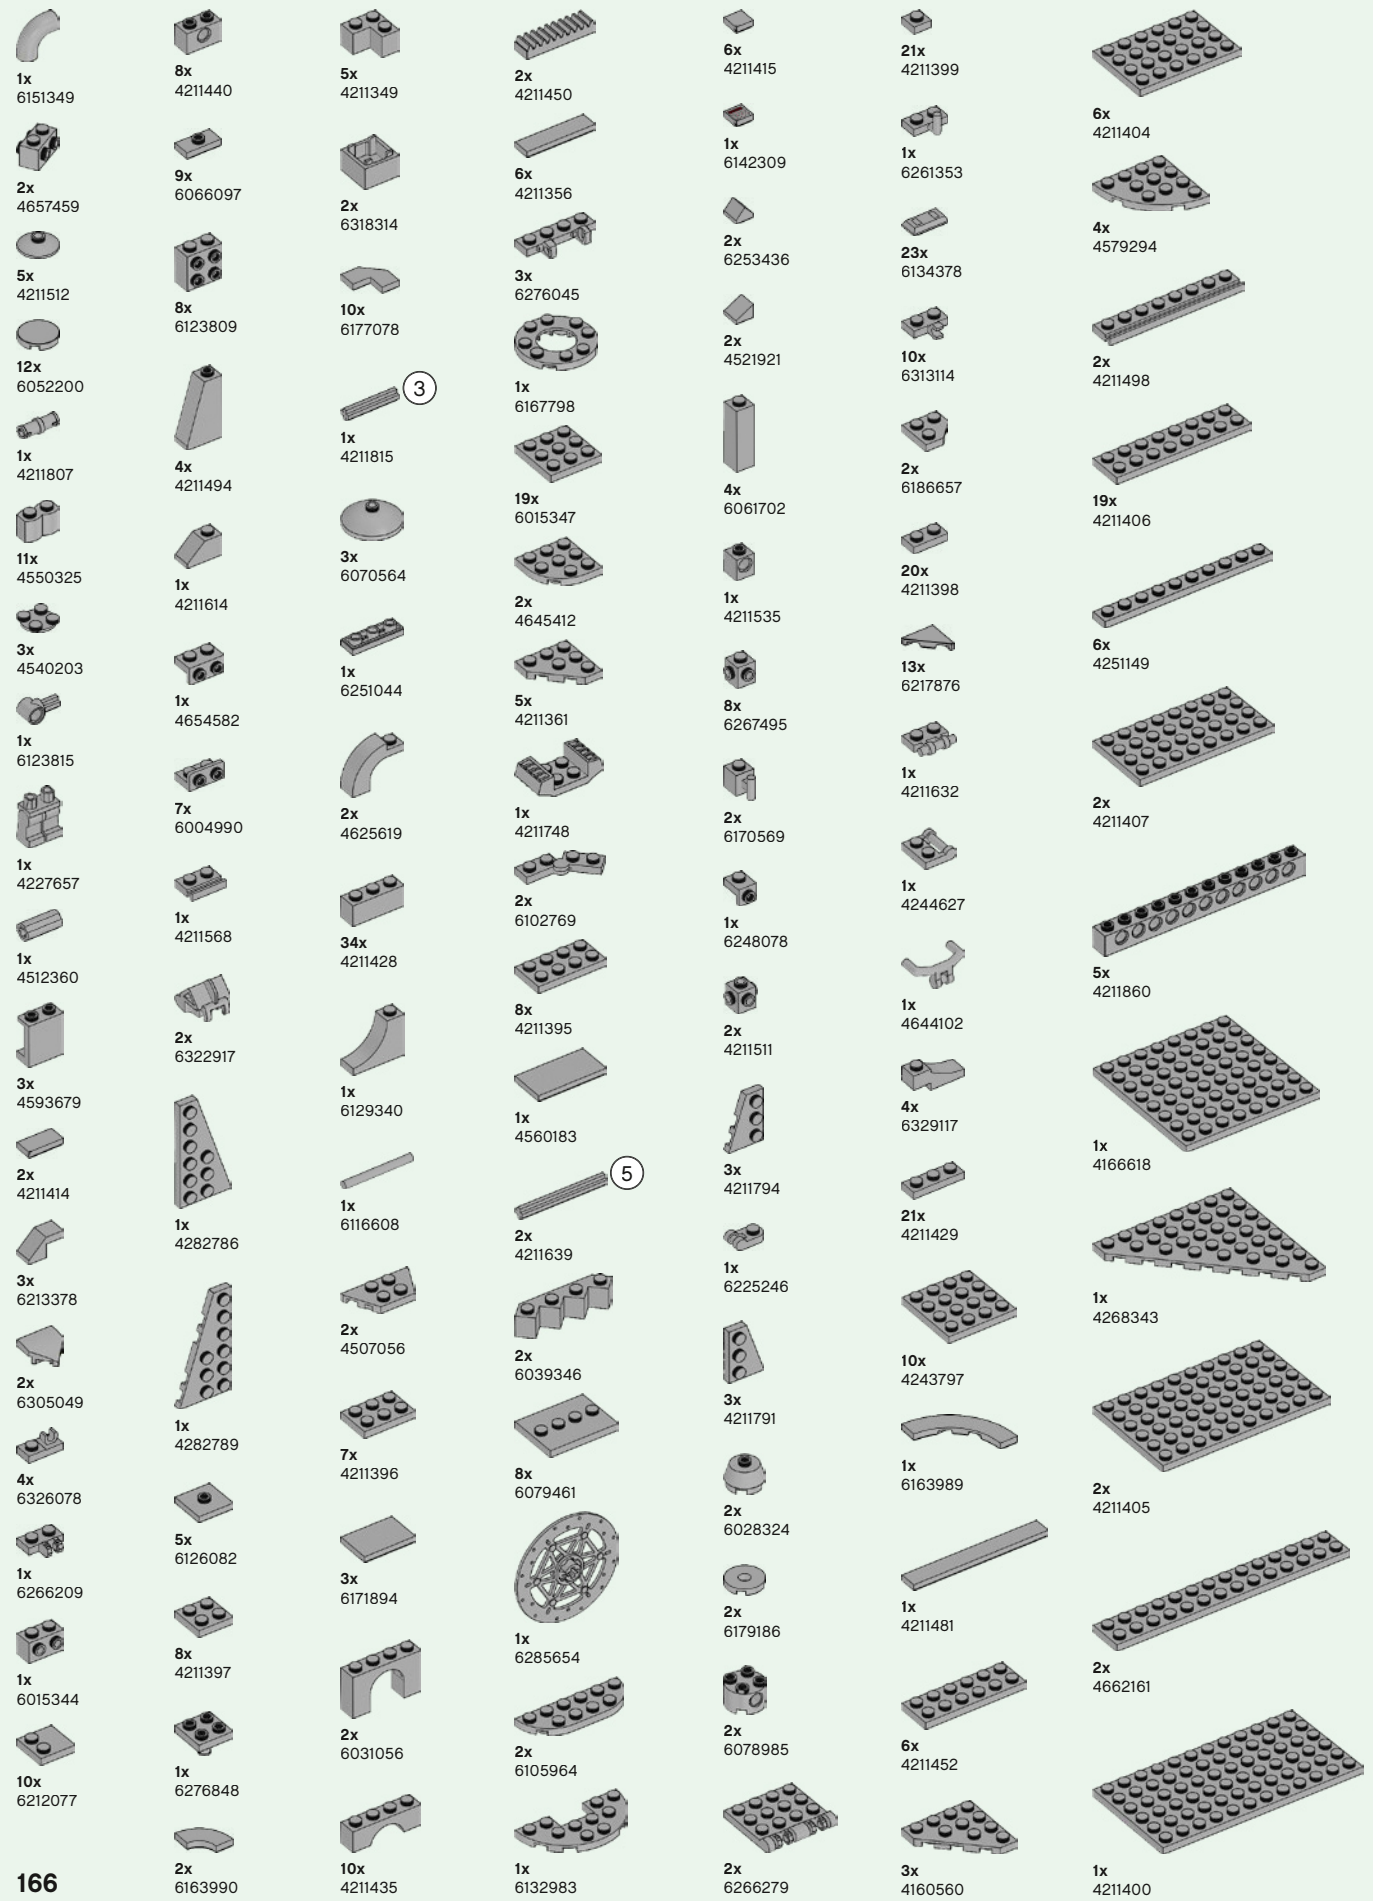 1x
6151349
2x
4657459
5x
4211512
12x
6052200
1x
4211807
11x
4550325
3x
4540203
1x
6123815
1x
4227657
1x
4512360
3x
4593679
2x
4211414
3x
6213378
2x
6305049
4x
6326078
1x
6266209
1x
6015344
10x
6212077
166
8x
4211440
9x
6066097
8x
6123809
4x
4211494
1x
4211614
1x
4654582
7x
6004990
1x
4211568
2x
6322917
1x
4282786
1x
4282789
5x
6126082
8x
4211397
1x
6276848
2x
6163990
5x
4211349
2x
6318314
10x
6177078
3
1x
4211815
3x
6070564
1x
6251044
2x
4625619
34x
4211428
1x
6129340
1x
6116608
2x
4507056
7x
4211396
3x
6171894
2x
6031056
10x
4211435
2x
4211450
6x
4211356
3x
6276045
1x
6167798
19x
6015347
2x
4645412
5x
4211361
1x
4211748
2x
6102769
8x
4211395
1x
4560183
5
2x
4211639
2x
6039346
8x
6079461
1x
6285654
2x
6105964
1x
6132983
6x
4211415
1x
6142309
2x
6253436
2x
4521921
4x
6061702
1x
4211535
8x
6267495
2x
6170569
1x
6248078
2x
4211511
3x
4211794
1x
6225246
3x
4211791
2x
6028324
2x
6179186
2x
6078985
2x
6266279
21x
4211399
1x
6261353
23x
6134378
10x
6313114
2x
6186657
20x
4211398
13x
6217876
1x
4211632
1x
4244627
1x
4644102
4x
6329117
21x
4211429
10x
4243797
1x
6163989
1x
4211481
6x
4211452
3x
4160560
6x
4211404
4x
4579294
2x
4211498
19x
4211406
6x
4251149
2x
4211407
5x
4211860
1x
4166618
1x
4268343
2x
4211405
2x
4662161
1x
4211400